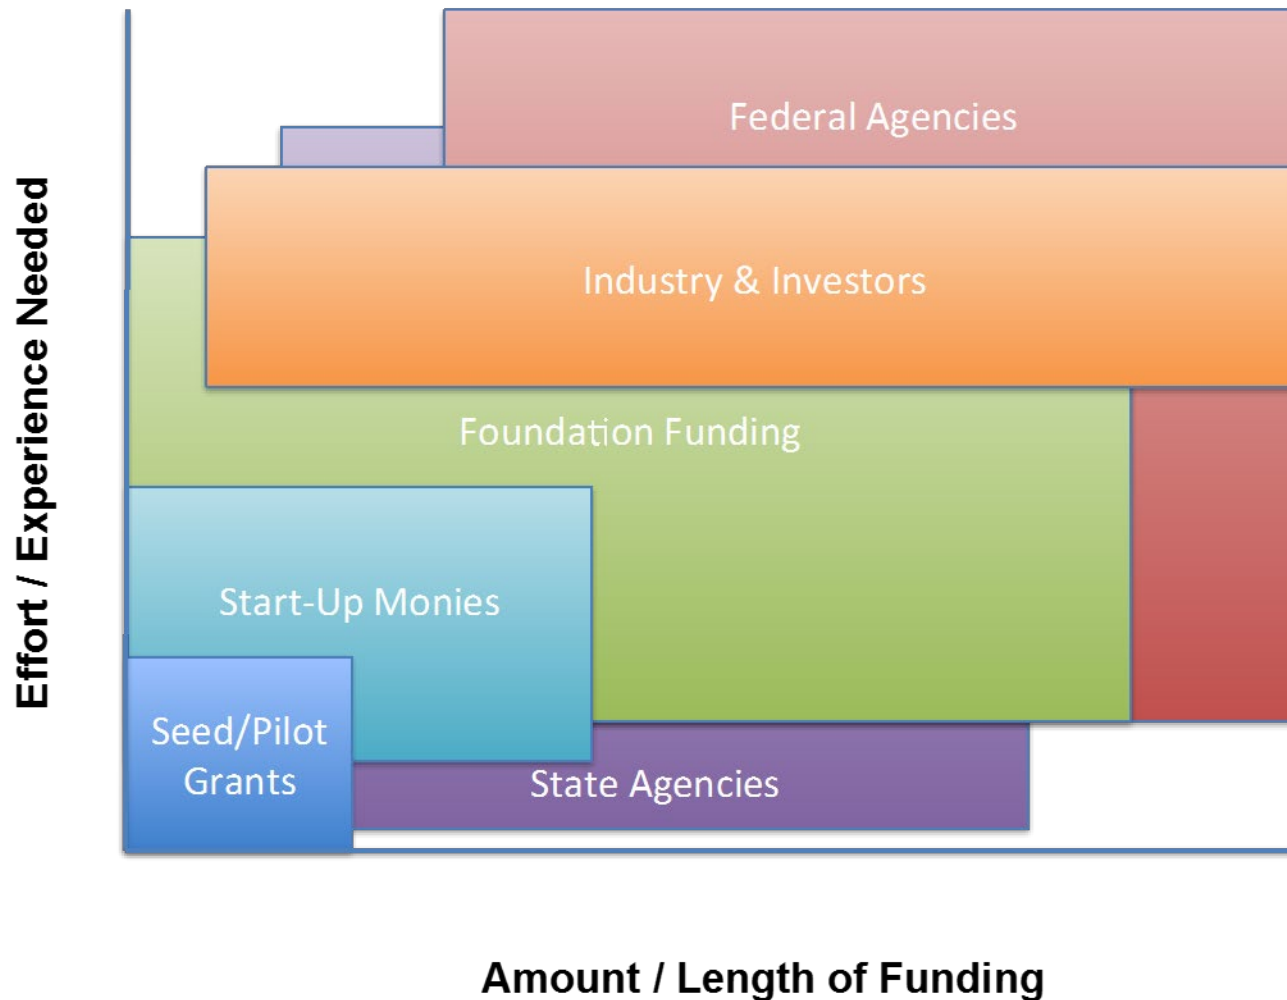 Federal Agencies
Industry & Investors
Foundation Funding
Start-Up Monies
Seed/Pilot
Grants
State Agencies
Effort / Experience Needed
Amount / Length of Funding